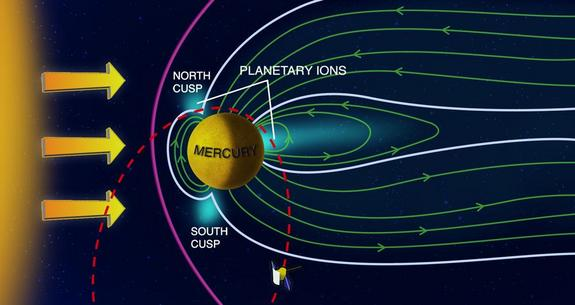 NORTH
CUSP
PLANETARY IONS
MERCURY
SOUTH
CUSP